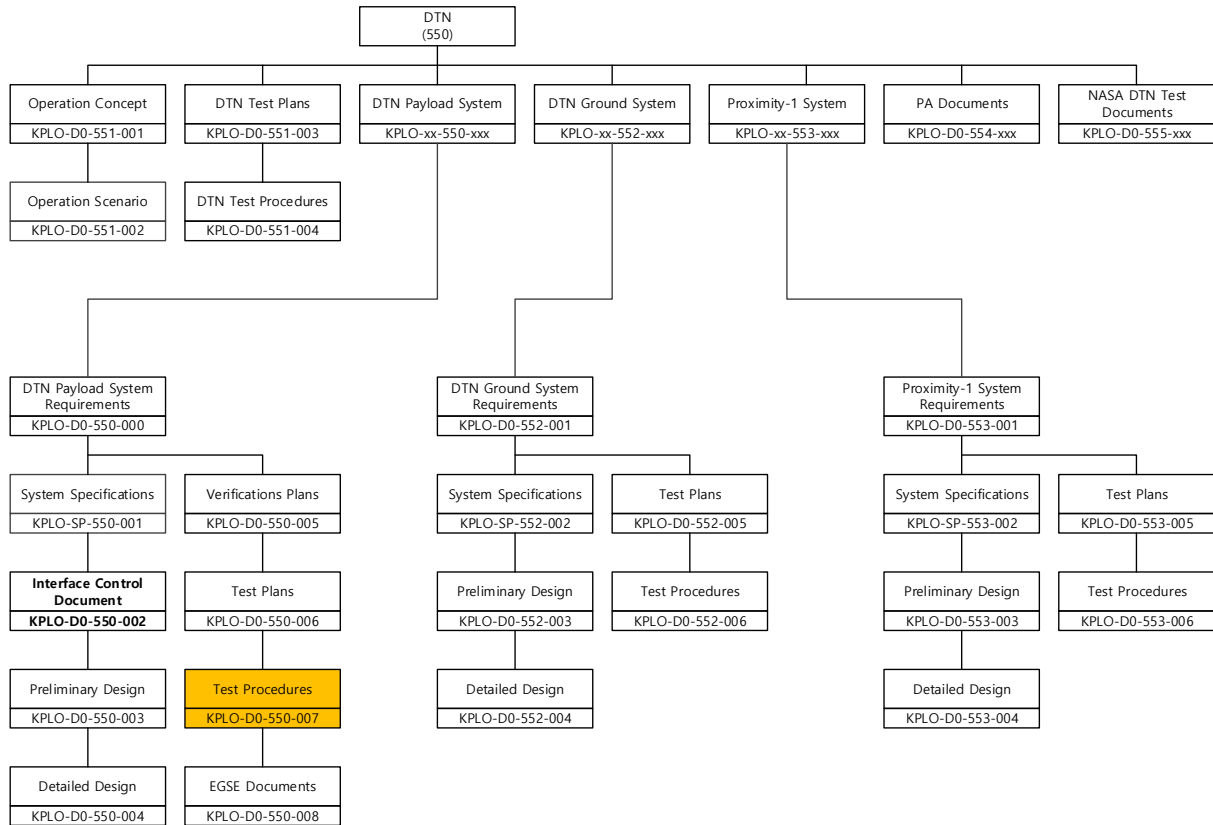 DTN
(550)
Operation Concept
KPLO-D0-551-001
DTN Test Plans
KPLO-D0-551-003
DTN Payload System
KPLO-xx-550-xxx
DTN Ground System
KPLO-xx-552-xxx
Proximity-1 System
KPLO-xx-553-xxx
PA Documents
KPLO-D0-554-xxx
NASA DTN Test
Documents
KPLO-D0-555-xxx
Operation Scenario
KPLO-D0-551-002
DTN Test Procedures
KPLO-D0-551-004
DTN Payload System
Requirements
KPLO-D0-550-000
DTN Ground System
Requirements
KPLO-D0-552-001
Proximity-1 System
Requirements
KPLO-D0-553-001
System Specifications
KPLO-SP-550-001
Verifications Plans
KPLO-D0-550-005
System Specifications
KPLO-SP-552-002
Test Plans
KPLO-D0-552-005
System Specifications
KPLO-SP-553-002
Test Plans
KPLO-D0-553-005
Interface Control
Document
KPLO-D0-550-002
Test Plans
KPLO-D0-550-006
Preliminary Design
KPLO-D0-552-003
Test Procedures
KPLO-D0-552-006
Preliminary Design
KPLO-D0-553-003
Test Procedures
KPLO-D0-553-006
Preliminary Design
KPLO-D0-550-003
Test Procedures
KPLO-D0-550-007
Detailed Design
KPLO-D0-552-004
Detailed Design
KPLO-D0-553-004
Detailed Design
KPLO-D0-550-004
EGSE Documents
KPLO-D0-550-008